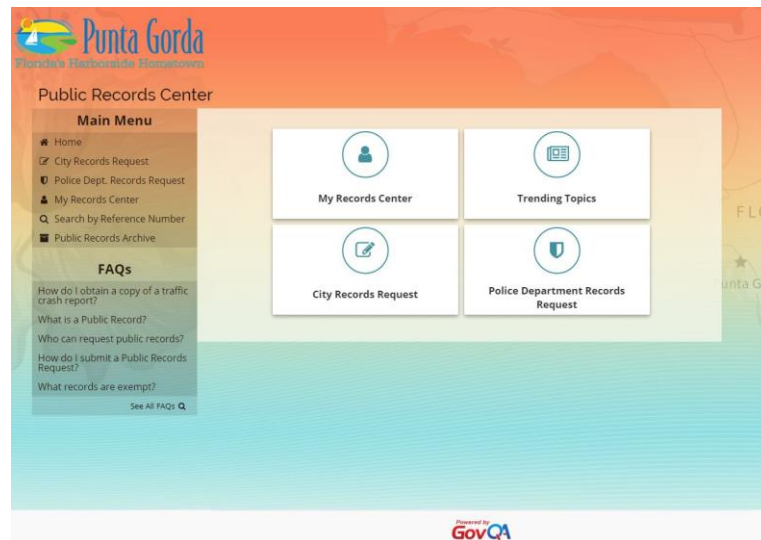 Punta Gorda
Florida's Harborside Hometown
Public Records Center
Main Menu
Home
City Records Request
Police Dept. Records Request
My Records Center
Search by Reference Number
Public Records Archive
FAQs
How do I obtain a copy of a traffic
crash report?
What is a Public Record?
Who can request public records?
How do I submit a Public Records
Request?
What records are exempt?
See All FAQs
My Records Center
Trending Topics
City Records Request
Police Department Records
Request
FL
Punta G
Powered by
GovQA